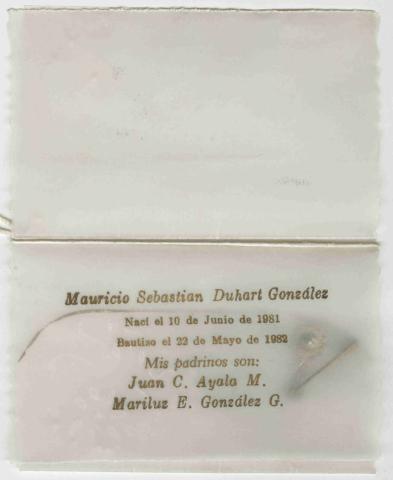 Mauricio Sebastian Duhart González
Nací el 10 de Junio de 1981
Bautizo el 22 de Mayo de 1982
Mis padrinos son:
Juan C. Ayala M.
Mariluz E. González G.